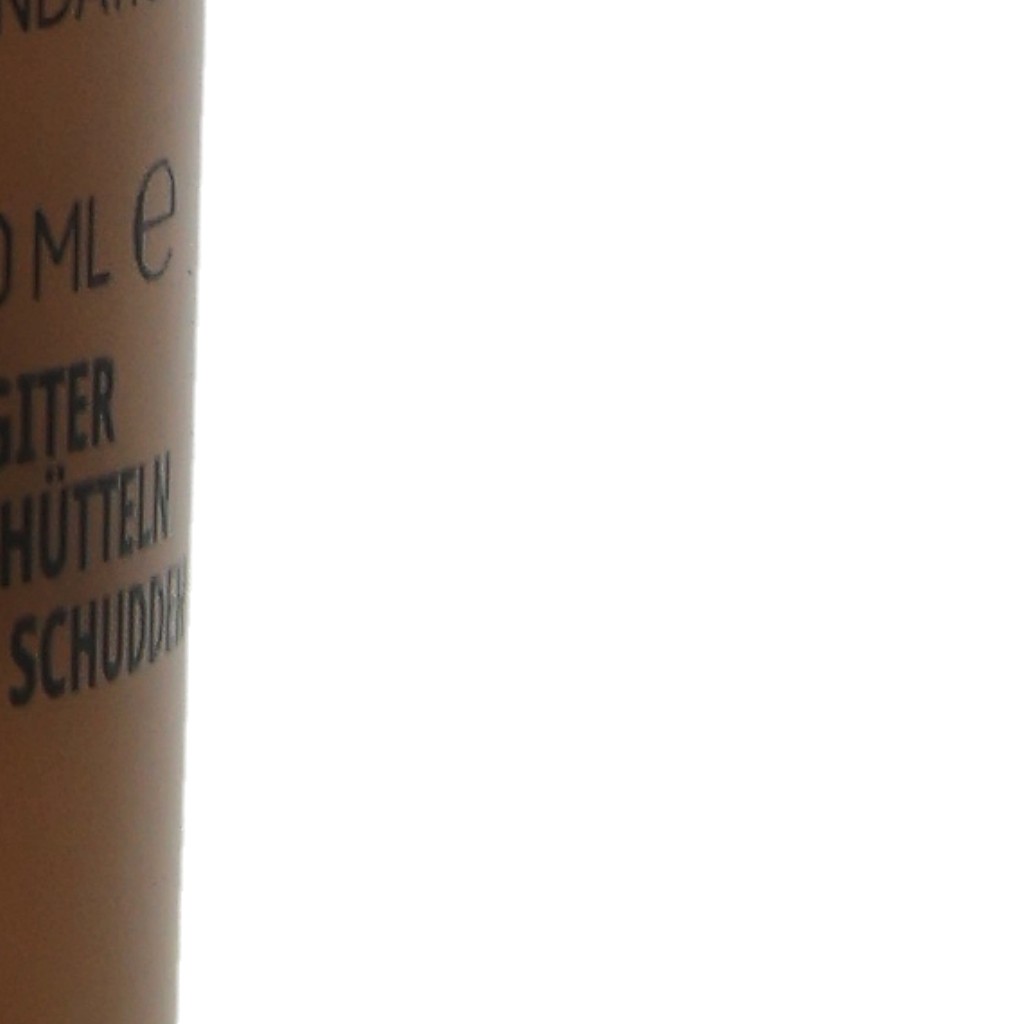 ML e
GITER
HÜTTELN
SCHUDDEN